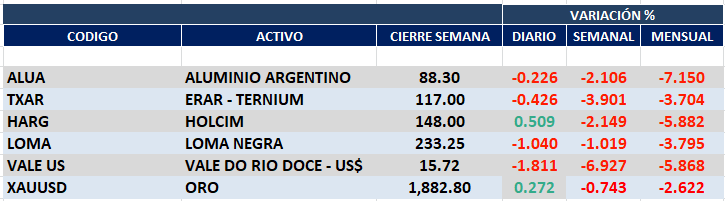 VARIACIÓN %
CODIGO ACTIVO CIERRE SEMANA DIARIO SEMANAL MENSUAL
ALUA ALUMINIO ARGENTINO 88.30 -0.226 -2.106 -7.150
TXAR ERAR - TERNIUM 117.00 -0.426 -3.901 -3.704
HARG HOLCIM 148.00 0.509 -2.149 -5.882
LOMA LOMA NEGRA 233.25 -1.040 -1.019 -3.795
VALE US VALE DO RIO DOCE - US$ 15.72 -1.811 -6.927 -5.868
XAUUSD ORO 1,882.80 0.272 -0.743 -2.622